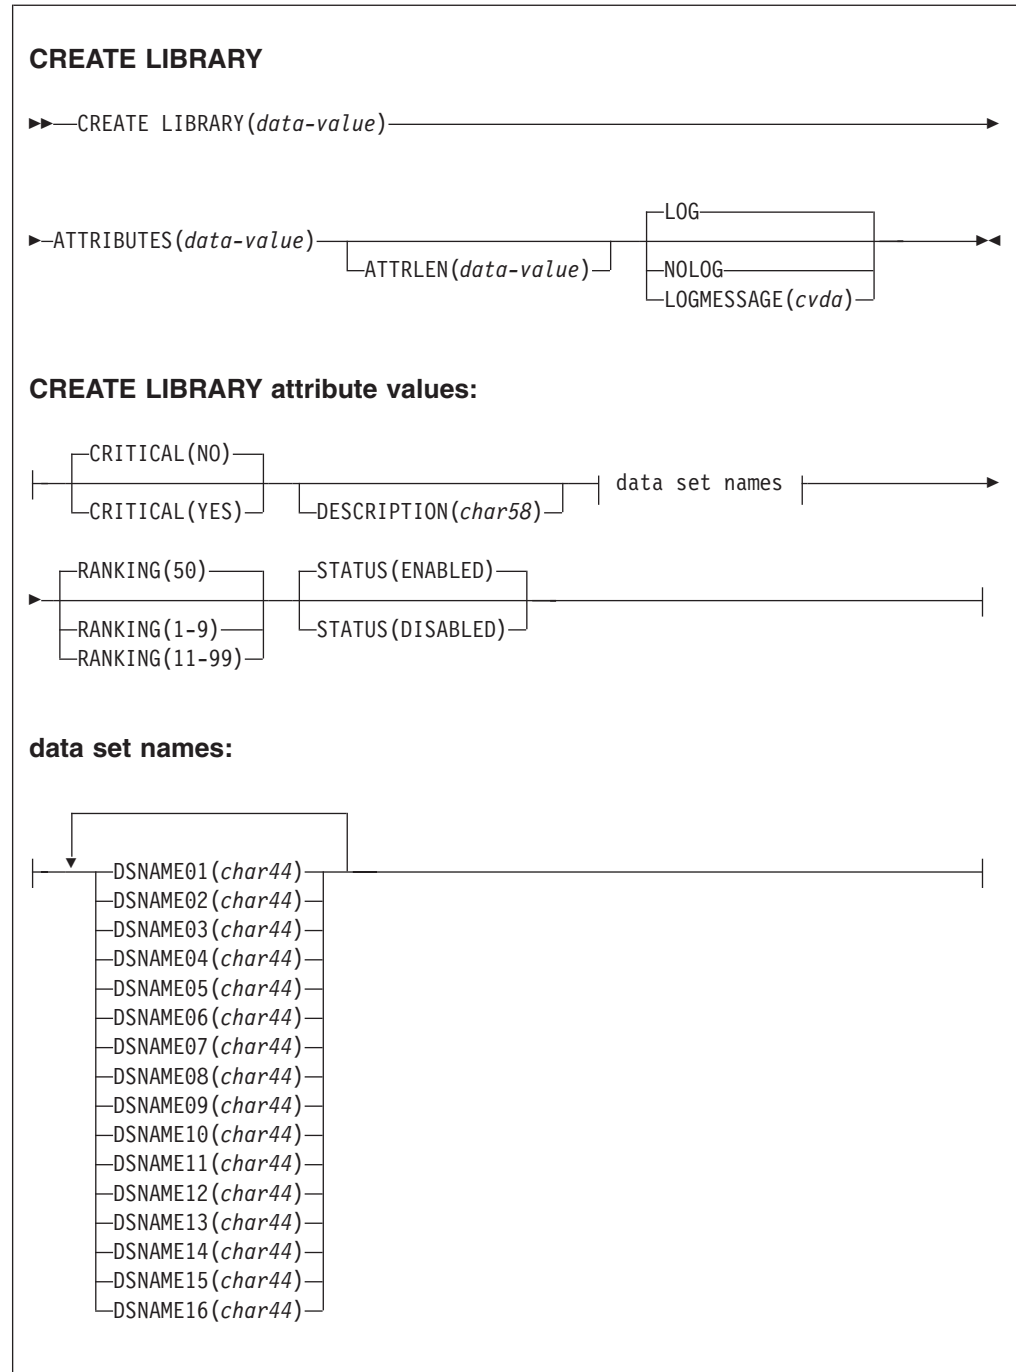 CREATE LIBRARY
CREATE LIBRARY(data-value)
LOG
ATTRIBUTES(data-value)
ATTRLEN(data-value)
NOLOG
LOGMESSAGE(cvda)
CREATE LIBRARY attribute values:
CRITICAL(NO)
data set names
CRITICAL(YES)
DESCRIPTION(char58)
RANKING(50)
STATUS(ENABLED)
RANKING(1-9)
STATUS(DISABLED)
RANKING(11-99)
data set names:
DSNAME01(char44)
DSNAME02(char44)
DSNAME03(char44)
DSNAME04(char44)
DSNAME05(char44)
DSNAME06(char44)
DSNAME07(char44)
DSNAME08(char44)
DSNAME09(char44)
DSNAME10(char44)
DSNAME11(char44)
DSNAME12(char44)
DSNAME13(char44)
DSNAME14(char44)
DSNAME15(char44)
DSNAME16(char44)